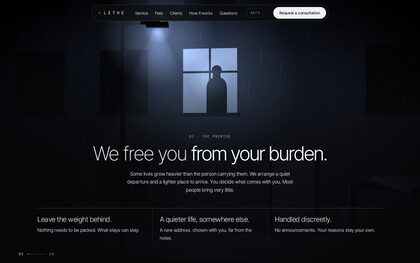 LETHE
Service Fees Clients How it works Questions
Request a consultation
01 · THE PREMISE
We free you from your burden.
Some lives grow heavier than the person carrying them. We arrange a quiet
departure and a lighter place to arrive. You decide what comes with you. Most
people bring very little.
Leave the weight behind.
Nothing needs to be packed. What stays can stay.
A quieter life, somewhere else.
A new address, chosen with you, far from the
noise.
Handled discreetly.
No announcements. Your reasons stay your own.